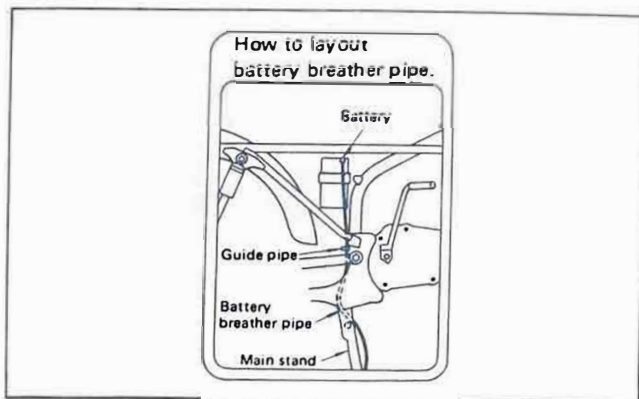 How to layout
battery breather pipe.
Battery
Guide pipe
Battery
breather pipe
Main stand